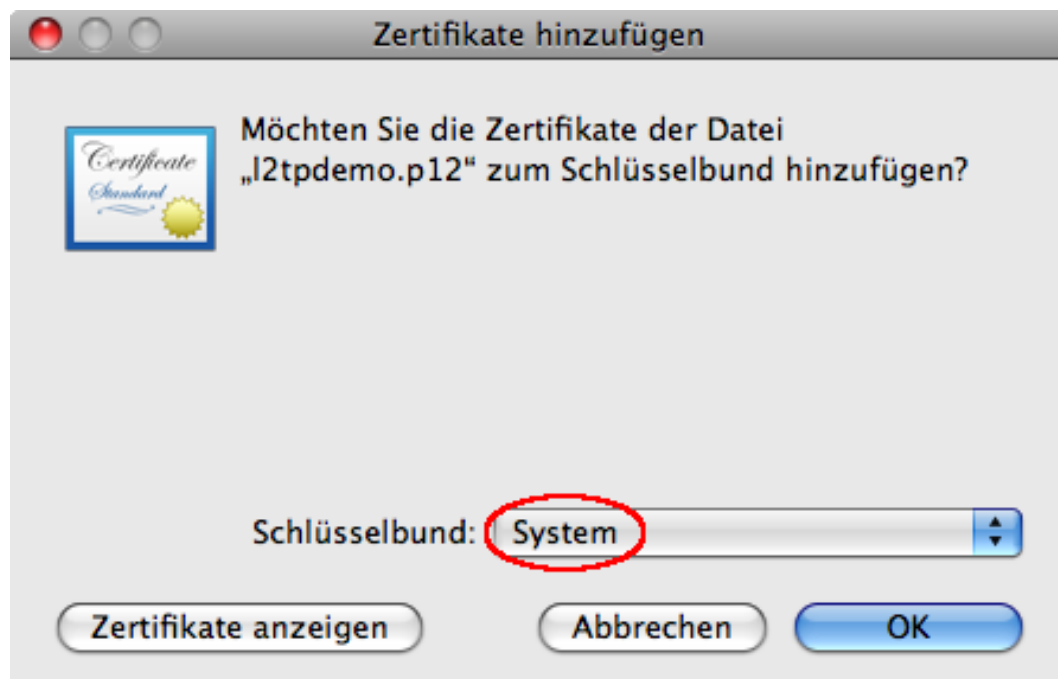 Zertifikate hinzufügen
Certificate
Standard
Möchten Sie die Zertifikate der Datei
„l2tpdemo.p12“ zum Schlüsselbund hinzufügen?
Schlüsselbund: System
Zertifikate anzeigen Abbrechen OK